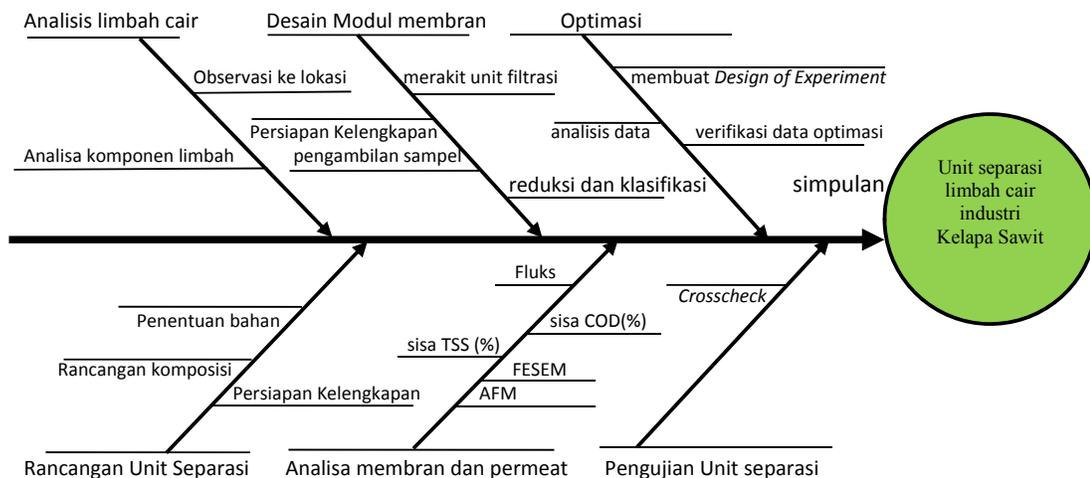 Analisis limbah cair
Desain Modul membran
Optimasi
Observasi ke lokasi
merakit unit filtrasi
membuat Design of Experiment
Persiapan Kelengkapan
analisis data
verifikasi data optimasi
Analisa komponen limbah
pengambilan sampel
reduksi dan klasifikasi
simpulan
Unit separasi
limbah cair
industri
Kelapa Sawit
Fluks
Crosscheck
Penentuan bahan
sisa COD(%)
sisa TSS (%)
Rancangan komposisi
FESEM
Persiapan Kelengkapan
AFM
Rancangan Unit Separasi
Analisa membran dan permeat
Pengujian Unit separasi